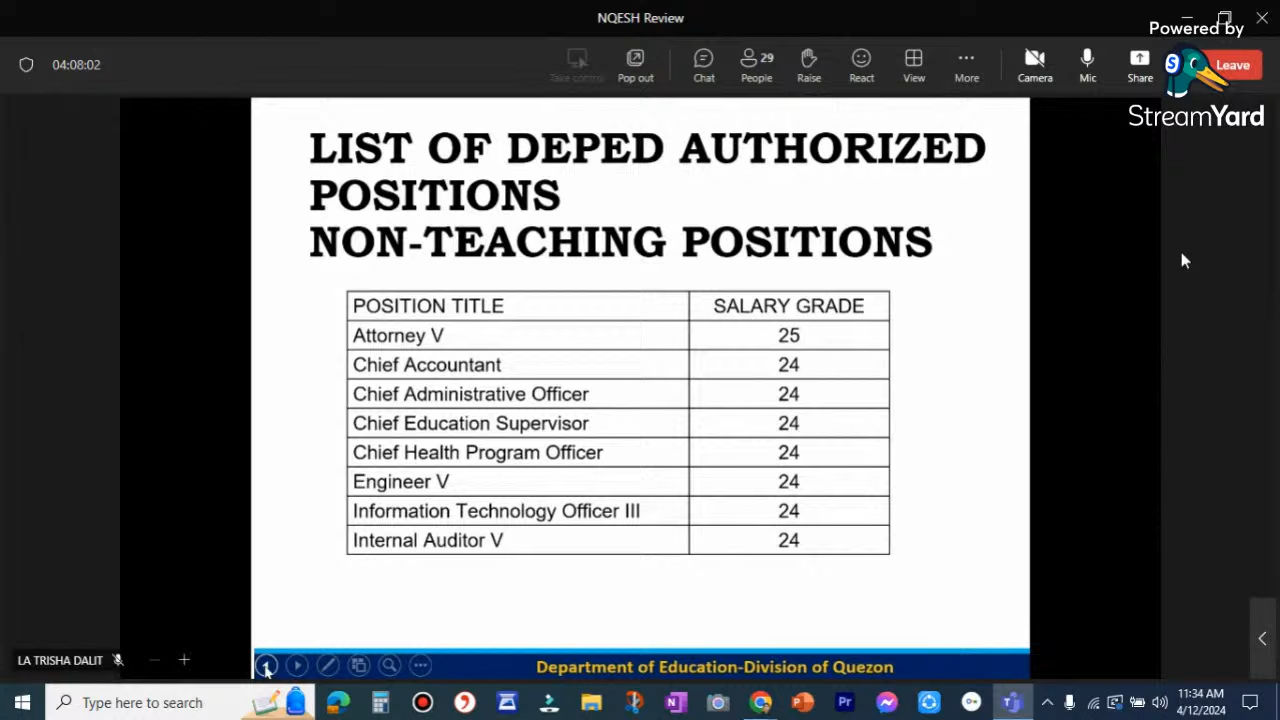 NQESH Review
Powered by
StreamYard
04:08:02
Take control
Pop out
Chat
29
People
Raise
React
View
More
Camera
Mic
Share
Leave
LIST OF DEPED AUTHORIZED
POSITIONS
NON-TEACHING POSITIONS
POSITION TITLE SALARY GRADE
Attorney V 25
Chief Accountant 24
Chief Administrative Officer 24
Chief Education Supervisor 24
Chief Health Program Officer 24
Engineer V 24
Information Technology Officer III 24
Internal Auditor V 24
LA TRISHA DALIT
Department of Education-Division of Quezon
Type here to search
11:34 AM
4/12/2024